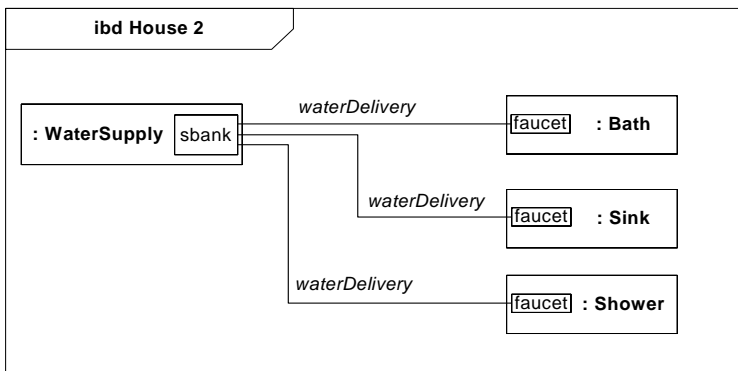 ibd House 2
waterDelivery
faucet : Bath
: WaterSupply sbank
waterDelivery
faucet : Sink
waterDelivery
faucet : Shower